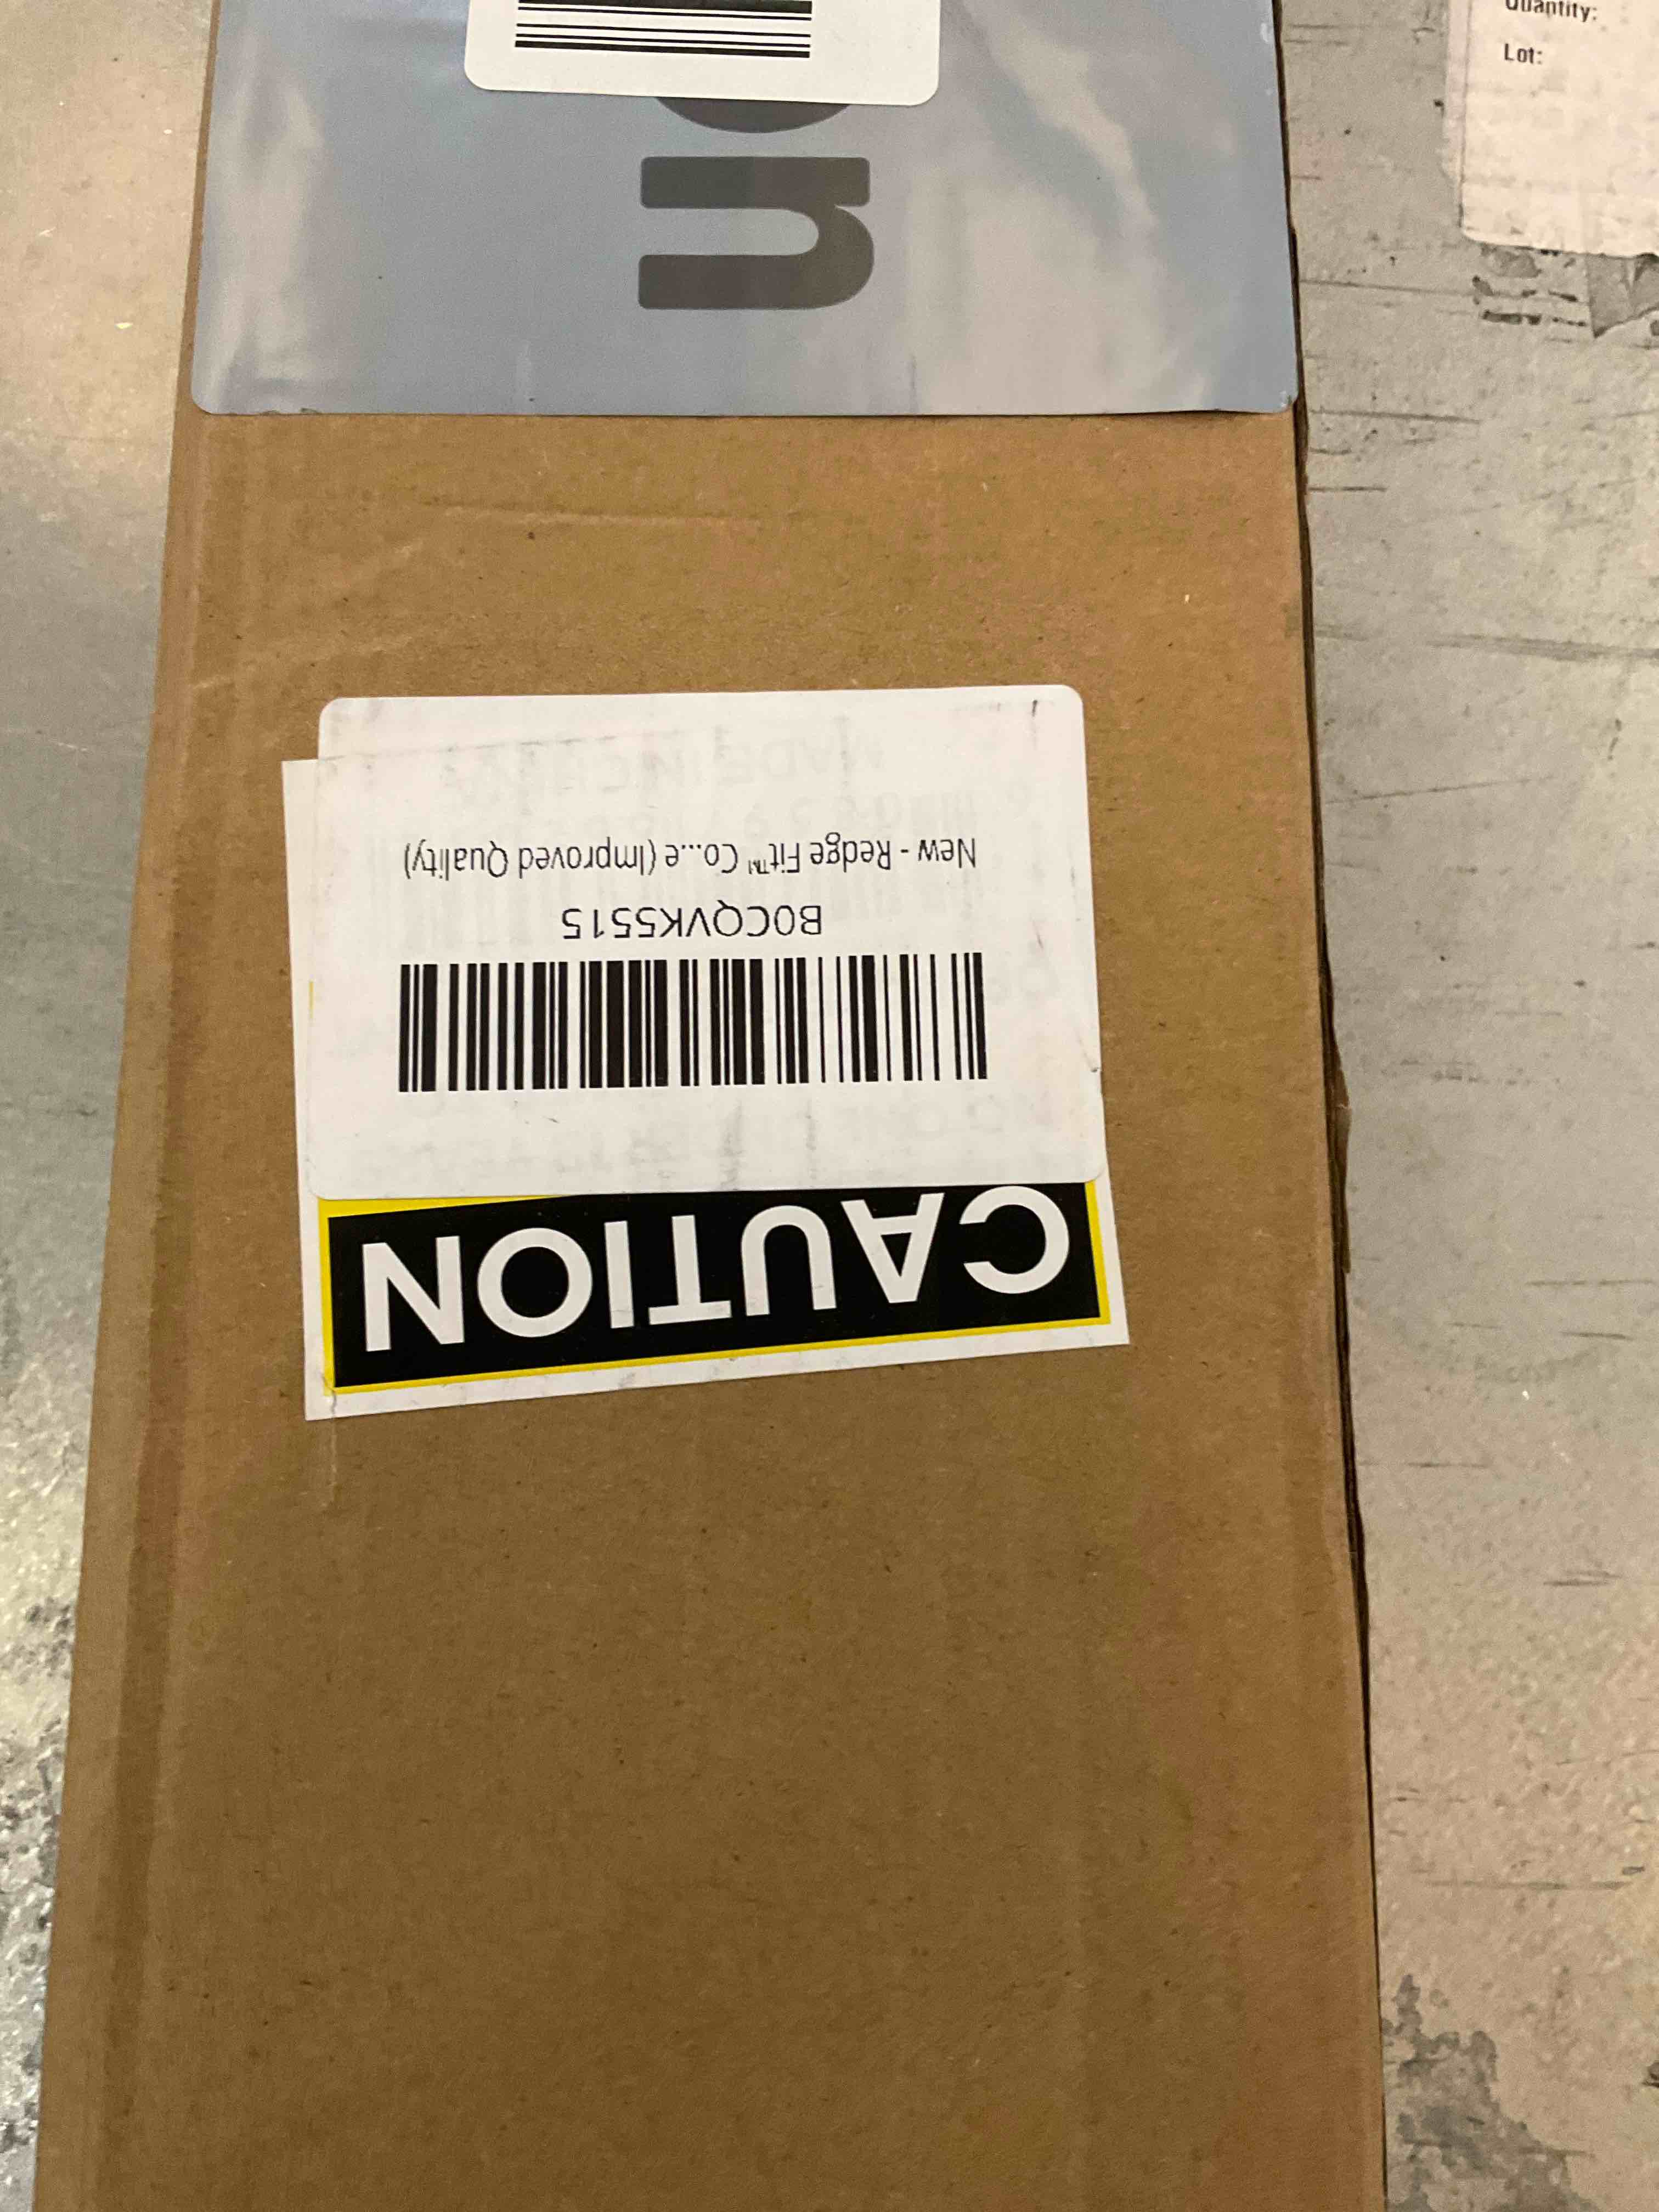 Quantity:
Lot:
n
CAUTION
B0CQVK5515
New - Redge Fit™ Co...e (Improved Quality)